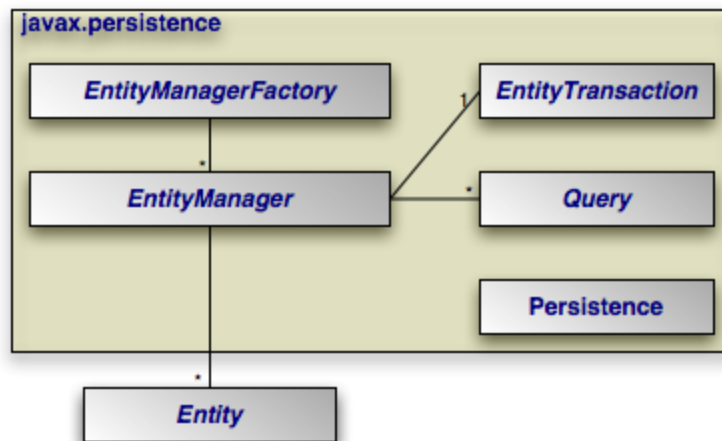 javax.persistence
EntityManagerFactory
EntityTransaction
1
*
EntityManager
*
Query
Persistence
*
Entity